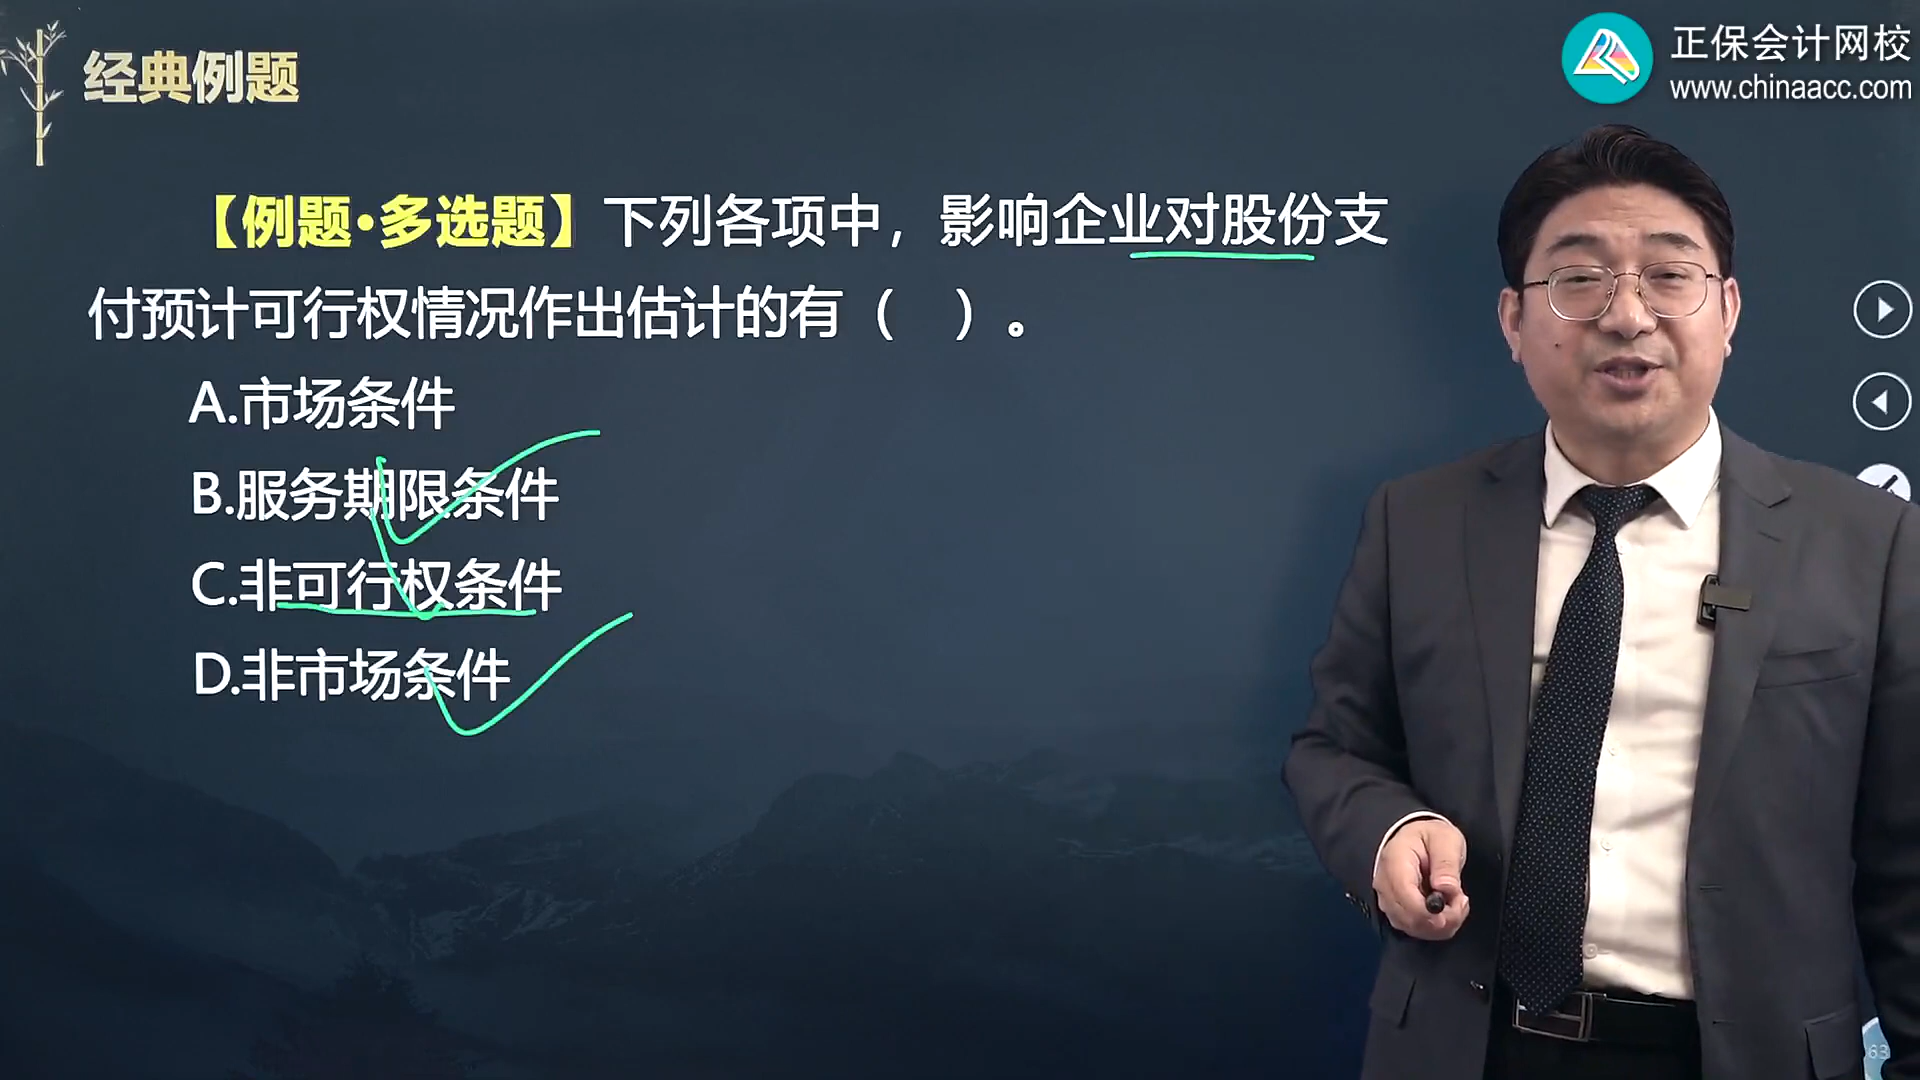 经典例题
正保会计网校
www.chinaacc.com
【例题·多选题】下列各项中，影响企业对股份支
付预计可行权情况作出估计的有（　）。
A.市场条件
B.服务期限条件
C.非可行权条件
D.非市场条件
63